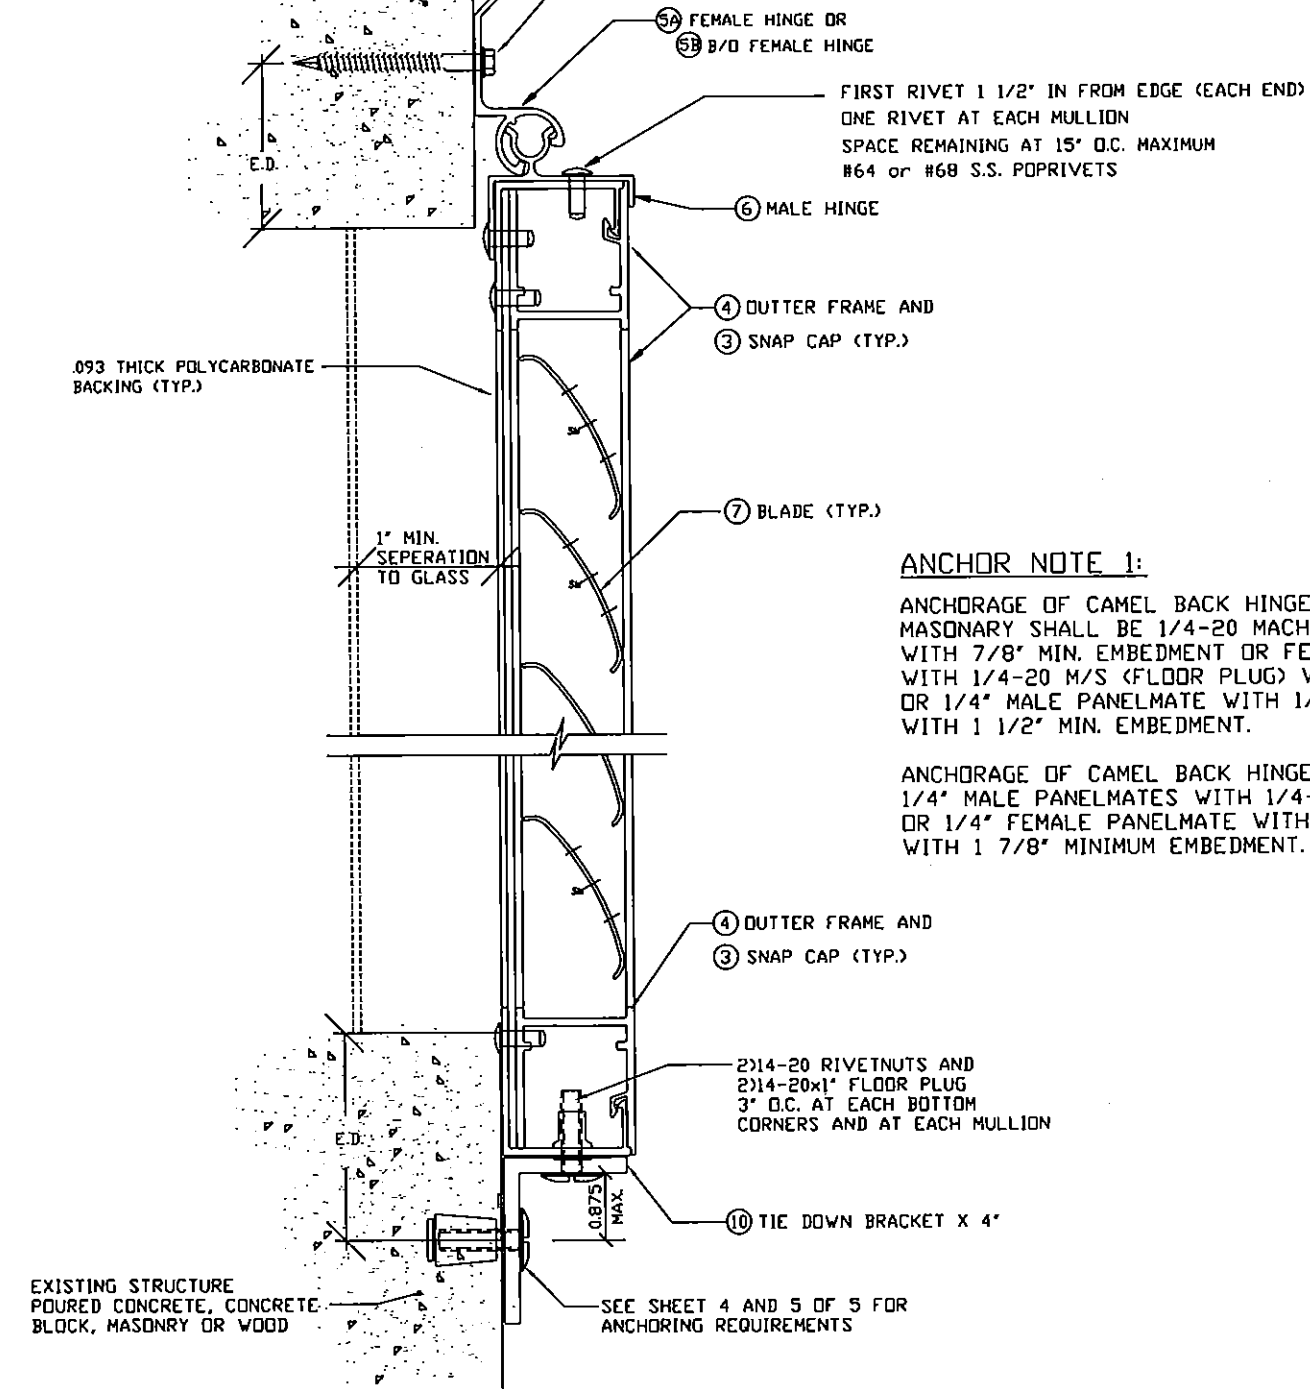 5A FEMALE HINGE OR
5B B/O FEMALE HINGE
FIRST RIVET 1 1/2" IN FROM EDGE (EACH END)
ONE RIVET AT EACH MULLION
SPACE REMAINING AT 15" O.C. MAXIMUM
#64 or #68 S.S. POPRIVETS
E.D.
6 MALE HINGE
4 OUTTER FRAME AND
3 SNAP CAP (TYP.)
.093 THICK POLYCARBONATE
BACKING (TYP.)
7 BLADE (TYP.)
1" MIN.
SEPERATION
TO GLASS
ANCHOR NOTE 1:
ANCHORAGE OF CAMEL BACK HINGE
MASONARY SHALL BE 1/4-20 MACH
WITH 7/8" MIN. EMBEDMENT OR FE
WITH 1/4-20 M/S (FLOOR PLUG)
OR 1/4" MALE PANELMATE WITH 1/
WITH 1 1/2" MIN. EMBEDMENT.
ANCHORAGE OF CAMEL BACK HINGE
1/4" MALE PANELMATES WITH 1/4-
OR 1/4" FEMALE PANELMATE WITH
WITH 1 7/8" MINIMUM EMBEDMENT.
4 OUTTER FRAME AND
3 SNAP CAP (TYP.)
2)14-20 RIVETNUTS AND
2)14-20x1" FLOOR PLUG
3" O.C. AT EACH BOTTOM
CORNERS AND AT EACH MULLION
E.D.
0.875
MAX.
10 TIE DOWN BRACKET X 4"
EXISTING STRUCTURE
POURED CONCRETE, CONCRETE
BLOCK, MASONRY OR WOOD
SEE SHEET 4 AND 5 OF 5 FOR
ANCHORING REQUIREMENTS